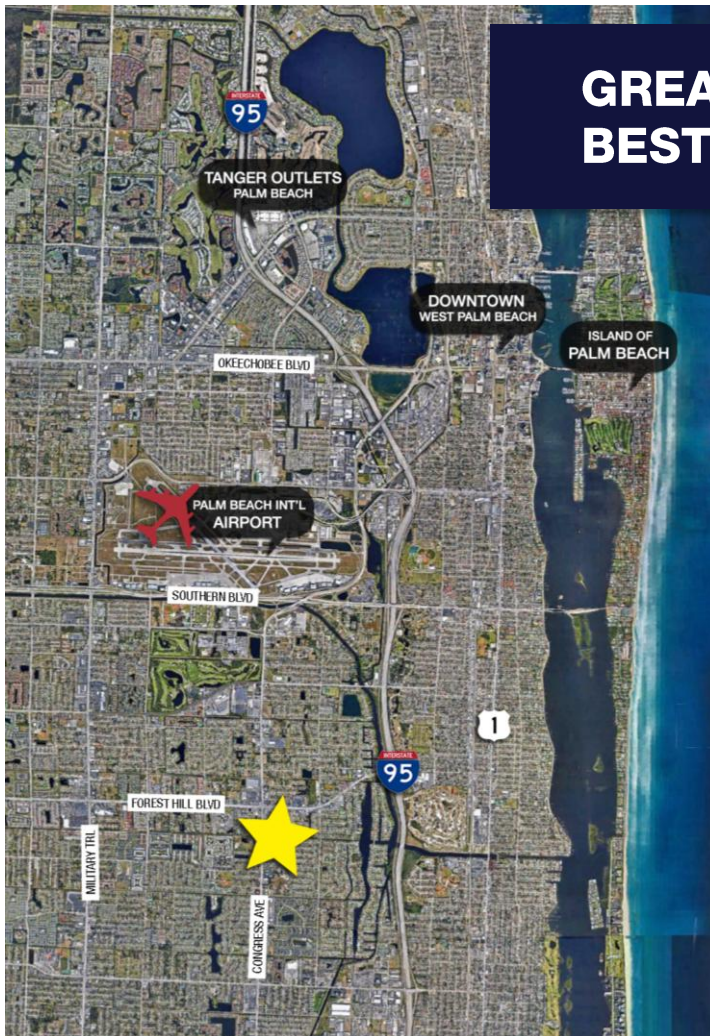 GREA
BEST
INTERSTATE
95
TANGER OUTLETS
PALM BEACH
DOWNTOWN
WEST PALM BEACH
ISLAND OF
PALM BEACH
OKEECHOBEE BLVD
PALM BEACH INT'L
AIRPORT
SOUTHERN BLVD
1
INTERSTATE
95
FOREST HILL BLVD
MILITARY TRL
CONGRESS AVE